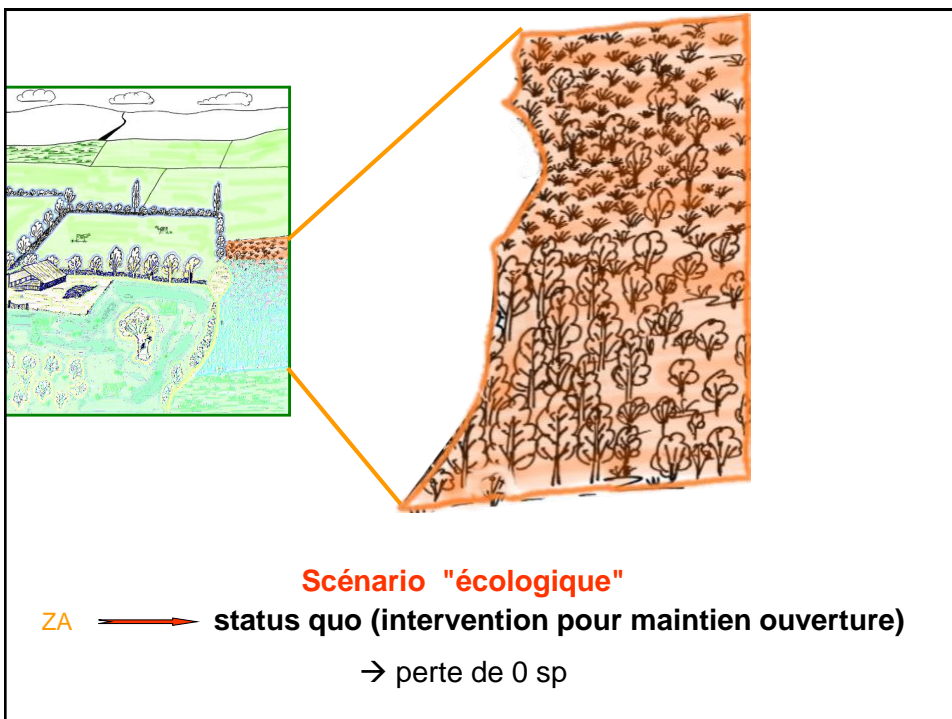 Scénario "écologique"
ZA status quo (intervention pour maintien ouverture)
→ perte de 0 sp